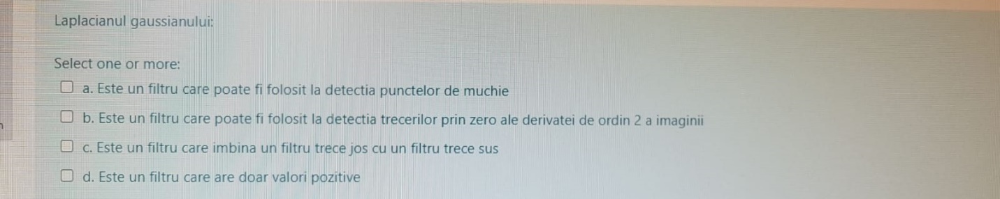 Laplacianul gaussianului:
Select one or more:
a. Este un filtru care poate fi folosit la detectia punctelor de muchie
b. Este un filtru care poate fi folosit la detectia trecerilor prin zero ale derivatei de ordin 2 a imaginii
c. Este un filtru care imbina un filtru trece jos cu un filtru trece sus
d. Este un filtru care are doar valori pozitive